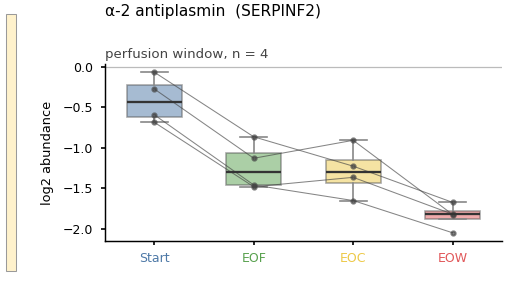 α-2 antiplasmin (SERPINF2)
perfusion window, n = 4
log2 abundance
0.0
−0.5
−1.0
−1.5
−2.0
Start EOF EOC EOW